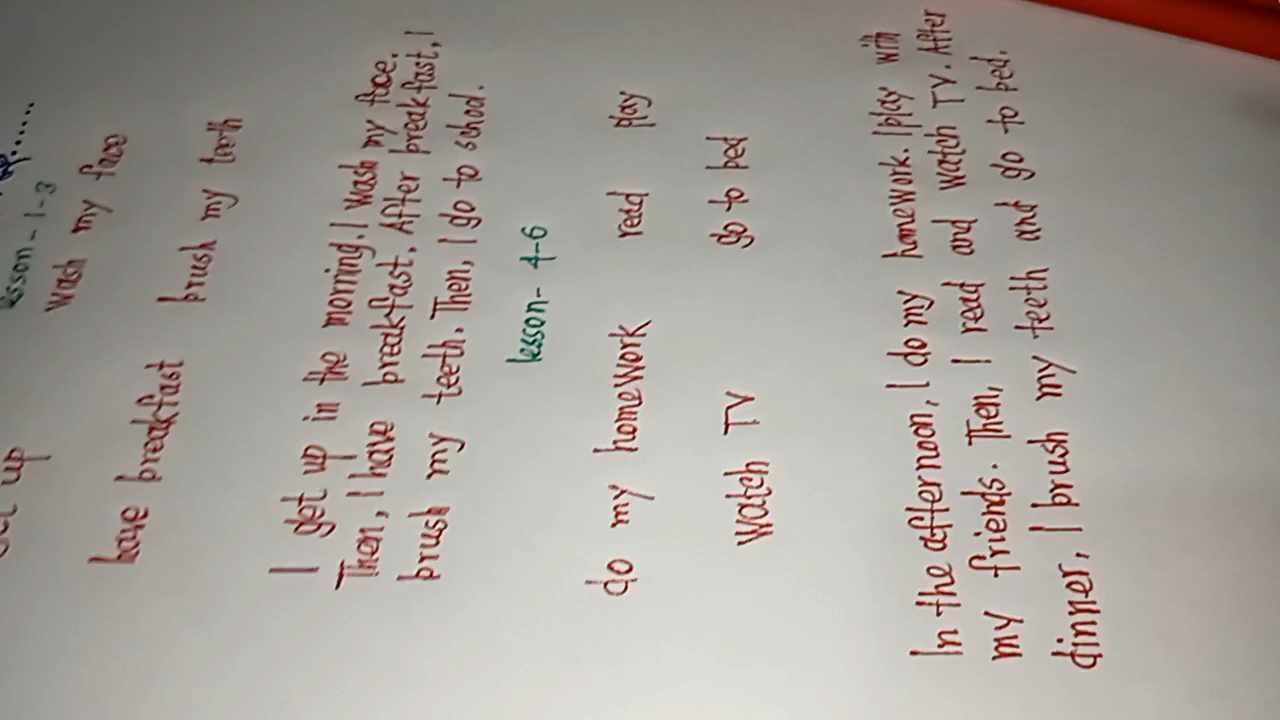 lesson - 1-3
up
wash my face
have breakfast
brush my teeth
I get up in the morning. I wash my face.
Then, I have breakfast. After breakfast, I
brush my teeth. Then, I go to school.
lesson- 4-6
do my homework read play
watch TV go to bed
In the afternoon, I do my homework. I play with
my friends. Then, I read and watch TV. After
dinner, I brush my teeth and go to bed.